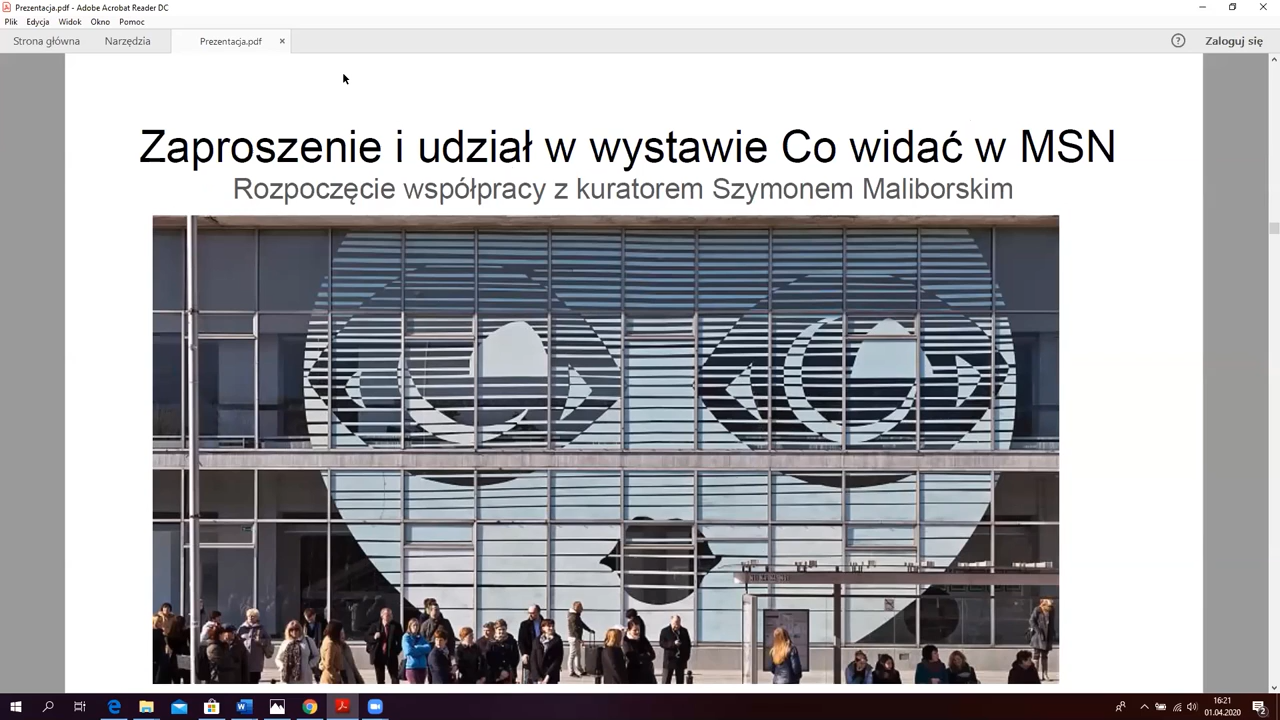 Prezentacja.pdf - Adobe Acrobat Reader DC
Plik Edycja Widok Okno Pomoc
Strona główna Narzędzia Prezentacja.pdf × ? Zaloguj się
Zaproszenie i udział w wystawie Co widać w MSN
Rozpoczęcie współpracy z kuratorem Szymonem Maliborskim
16:21
01.04.2020
2